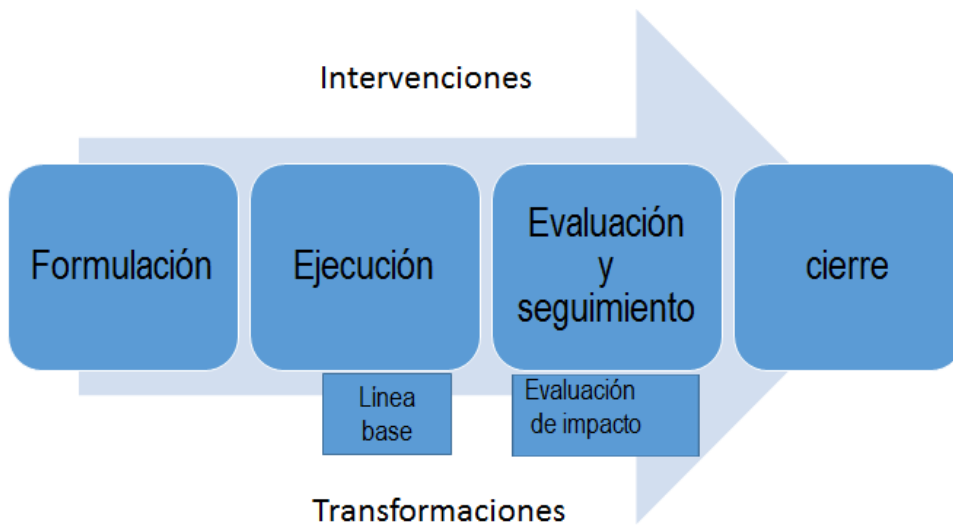 Intervenciones
Formulación
Ejecución
Evaluación
y
seguimiento
cierre
Línea
base
Evaluación
de impacto
Transformaciones